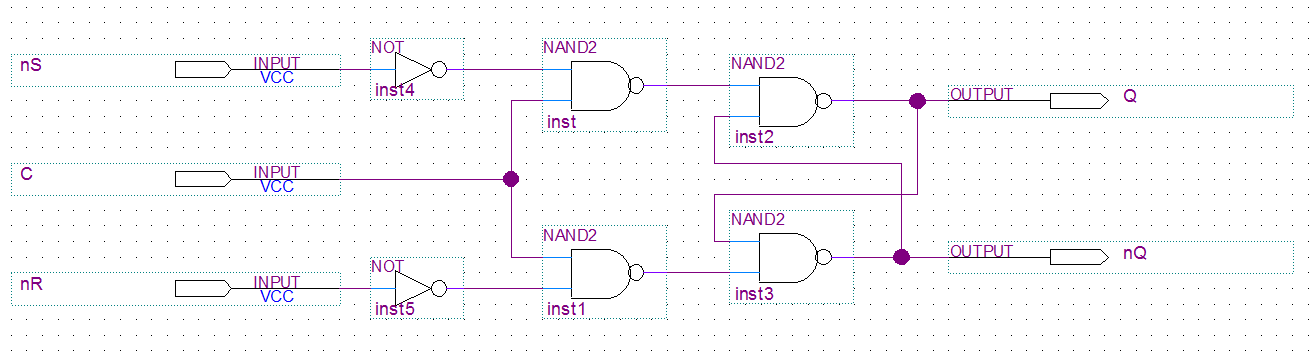 NOT
NAND2
nS
INPUT
VCC
inst4
inst
NAND2
inst2
OUTPUT
Q
C
INPUT
VCC
NAND2
NOT
nR
INPUT
VCC
inst5
inst1
NAND2
inst3
OUTPUT
nQ